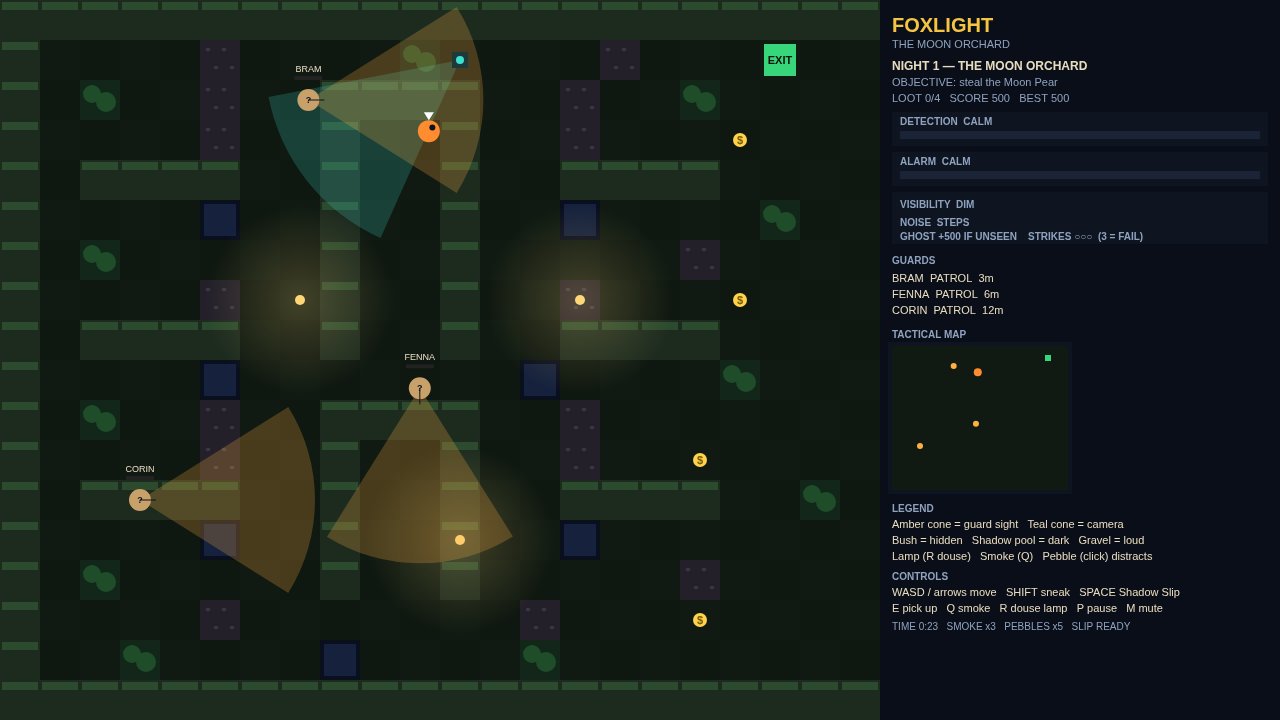 FOXLIGHT
THE MOON ORCHARD
NIGHT 1 — THE MOON ORCHARD
OBJECTIVE: steal the Moon Pear
LOOT 0/4   SCORE 500   BEST 500
DETECTION  CALM
ALARM  CALM
VISIBILITY  DIM
NOISE  STEPS
GHOST +500 IF UNSEEN    STRIKES ○○○  (3 = FAIL)
GUARDS
BRAM  PATROL  3m
FENNA  PATROL  6m
CORIN  PATROL  12m
TACTICAL MAP
LEGEND
Amber cone = guard sight   Teal cone = camera
Bush = hidden   Shadow pool = dark   Gravel = loud
Lamp (R douse)   Smoke (Q)   Pebble (click) distracts
CONTROLS
WASD / arrows move   SHIFT sneak   SPACE Shadow Slip
E pick up   Q smoke   R douse lamp   P pause   M mute
TIME 0:23   SMOKE x3   PEBBLES x5   SLIP READY
EXIT
BRAM
?
$
$
FENNA
?
$
CORIN
?
$